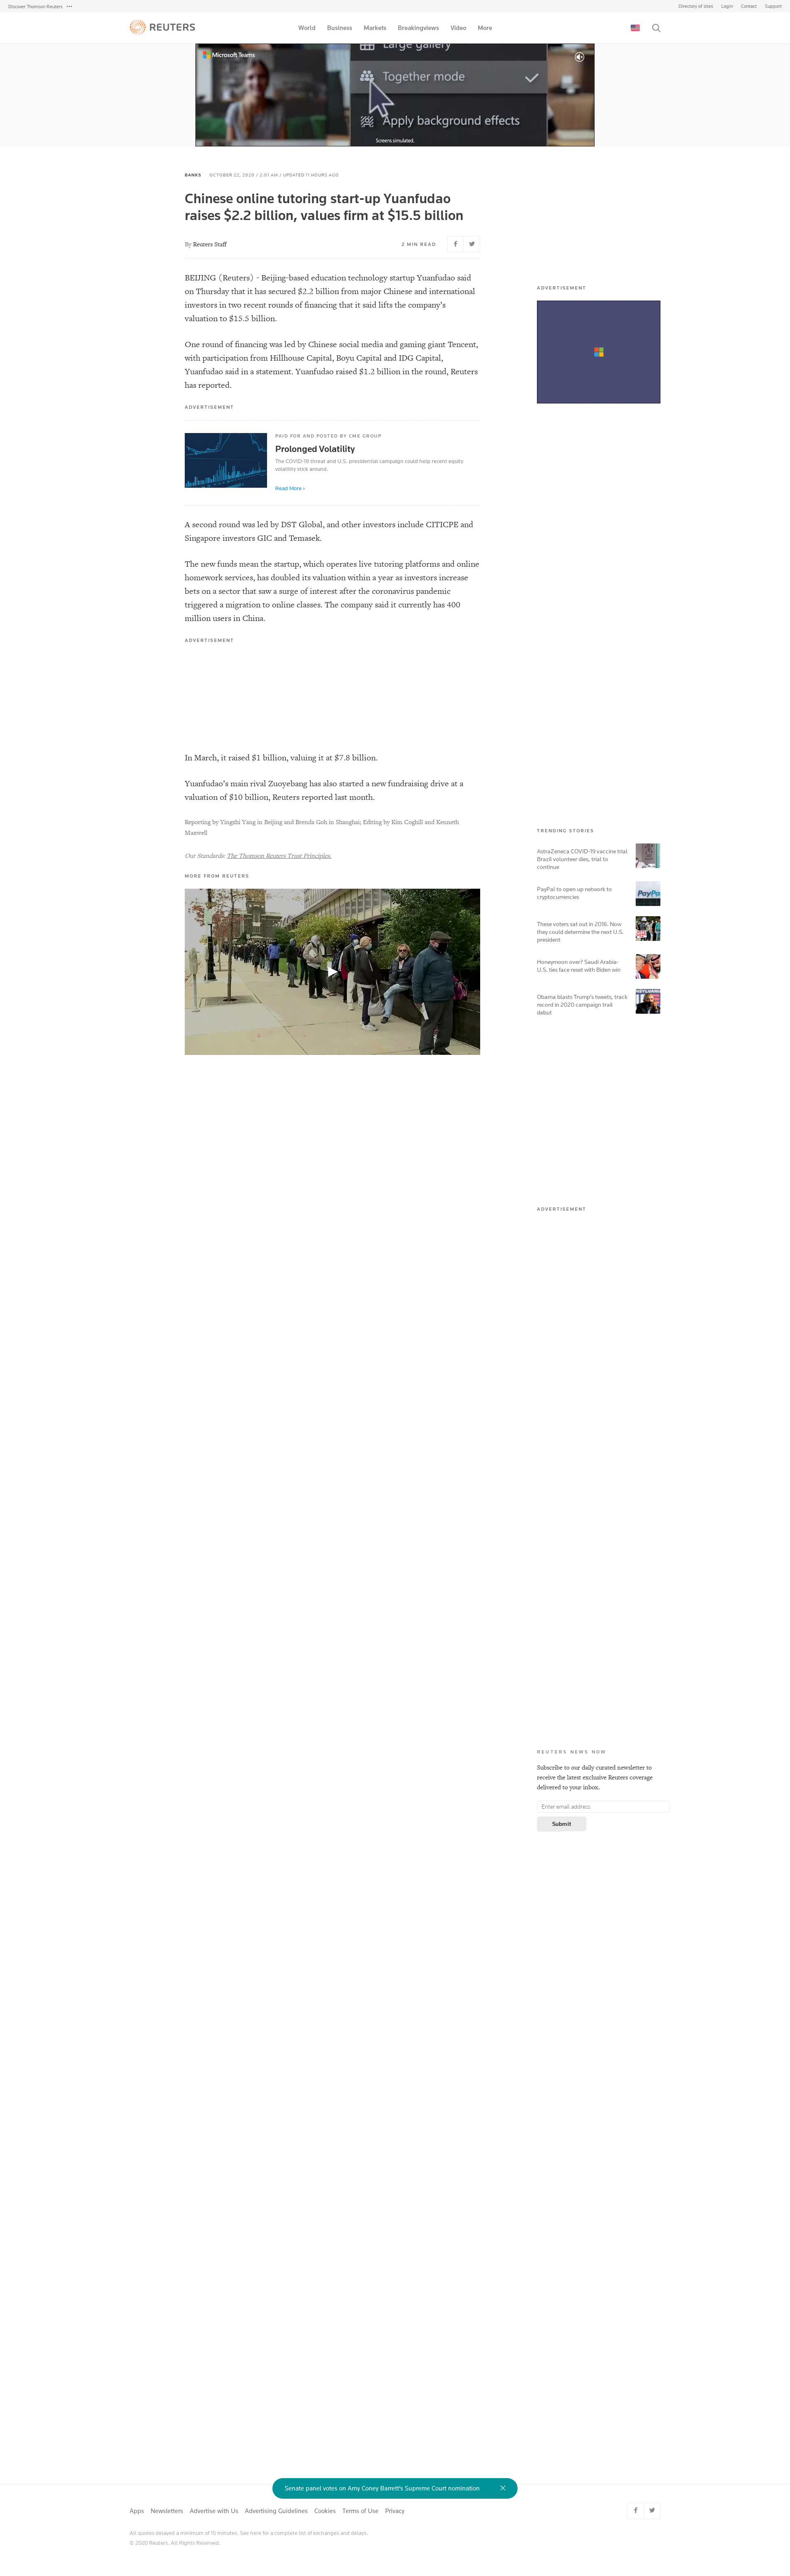 Discover Thomson Reuters
Directory of sites Login Contact Support
REUTERS World Business Markets Breakingviews Video More
Microsoft Teams
Large gallery
Together mode
Apply background effects
Screens simulated.
BANKS OCTOBER 22, 2020 / 2:01 AM / UPDATED 11 HOURS AGO
Chinese online tutoring start-up Yuanfudao
raises $2.2 billion, values firm at $15.5 billion
By Reuters Staff
2 MIN READ
BEIJING (Reuters) - Beijing-based education technology startup Yuanfudao said
on Thursday that it has secured $2.2 billion from major Chinese and international
investors in two recent rounds of financing that it said lifts the company's
valuation to $15.5 billion.
One round of financing was led by Chinese social media and gaming giant Tencent,
with participation from Hillhouse Capital, Boyu Capital and IDG Capital,
Yuanfudao said in a statement. Yuanfudao raised $1.2 billion in the round, Reuters
has reported.
ADVERTISEMENT
PAID FOR AND POSTED BY CME GROUP
Prolonged Volatility
The COVID-19 threat and U.S. presidential campaign could help recent equity
volatility stick around.
Read More ›
A second round was led by DST Global, and other investors include CITICPE and
Singapore investors GIC and Temasek.
The new funds mean the startup, which operates live tutoring platforms and online
homework services, has doubled its valuation within a year as investors increase
bets on a sector that saw a surge of interest after the coronavirus pandemic
triggered a migration to online classes. The company said it currently has 400
million users in China.
ADVERTISEMENT
In March, it raised $1 billion, valuing it at $7.8 billion.
Yuanfudao's main rival Zuoyebang has also started a new fundraising drive at a
valuation of $10 billion, Reuters reported last month.
Reporting by Yingzhi Yang in Beijing and Brenda Goh in Shanghai; Editing by Kim Coghill and Kenneth
Maxwell
Our Standards: The Thomson Reuters Trust Principles.
MORE FROM REUTERS
ADVERTISEMENT
TRENDING STORIES
AstraZeneca COVID-19 vaccine trial
Brazil volunteer dies, trial to
continue
PayPal to open up network to
cryptocurrencies
PayPa
These voters sat out in 2016. Now
they could determine the next U.S.
president
Honeymoon over? Saudi Arabia-
U.S. ties face reset with Biden win
Obama blasts Trump's tweets, track
record in 2020 campaign trail
debut
ADVERTISEMENT
REUTERS NEWS NOW
Subscribe to our daily curated newsletter to
receive the latest exclusive Reuters coverage
delivered to your inbox.
Enter email address
Submit
Senate panel votes on Amy Coney Barrett's Supreme Court nomination
Apps Newsletters Advertise with Us Advertising Guidelines Cookies Terms of Use Privacy
All quotes delayed a minimum of 15 minutes. See here for a complete list of exchanges and delays.
© 2020 Reuters. All Rights Reserved.